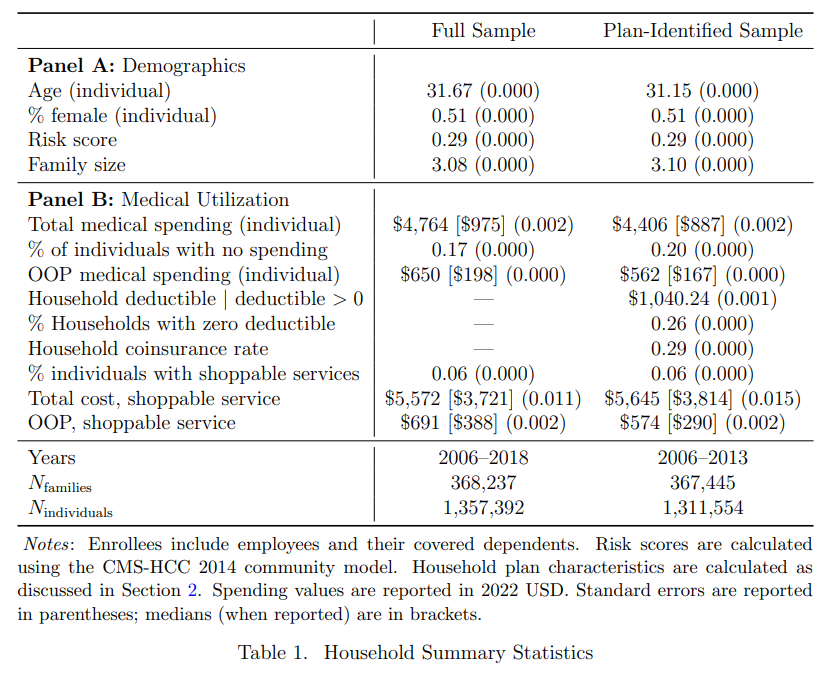 Full Sample Plan-Identified Sample
Panel A: Demographics
Age (individual) 31.67 (0.000) 31.15 (0.000)
% female (individual) 0.51 (0.000) 0.51 (0.000)
Risk score 0.29 (0.000) 0.29 (0.000)
Family size 3.08 (0.000) 3.10 (0.000)
Panel B: Medical Utilization
Total medical spending (individual) $4,764 [$975] (0.002) $4,406 [$887] (0.002)
% of individuals with no spending 0.17 (0.000) 0.20 (0.000)
OOP medical spending (individual) $650 [$198] (0.000) $562 [$167] (0.000)
Household deductible | deductible > 0 — $1,040.24 (0.001)
% Households with zero deductible — 0.26 (0.000)
Household coinsurance rate — 0.29 (0.000)
% individuals with shoppable services 0.06 (0.000) 0.06 (0.000)
Total cost, shoppable service $5,572 [$3,721] (0.011) $5,645 [$3,814] (0.015)
OOP, shoppable service $691 [$388] (0.002) $574 [$290] (0.002)
Years 2006–2018 2006–2013
Nfamilies 368,237 367,445
Nindividuals 1,357,392 1,311,554
Notes: Enrollees include employees and their covered dependents. Risk scores are calculated
using the CMS-HCC 2014 community model. Household plan characteristics are calculated as
discussed in Section 2. Spending values are reported in 2022 USD. Standard errors are reported
in parentheses; medians (when reported) are in brackets.
Table 1. Household Summary Statistics